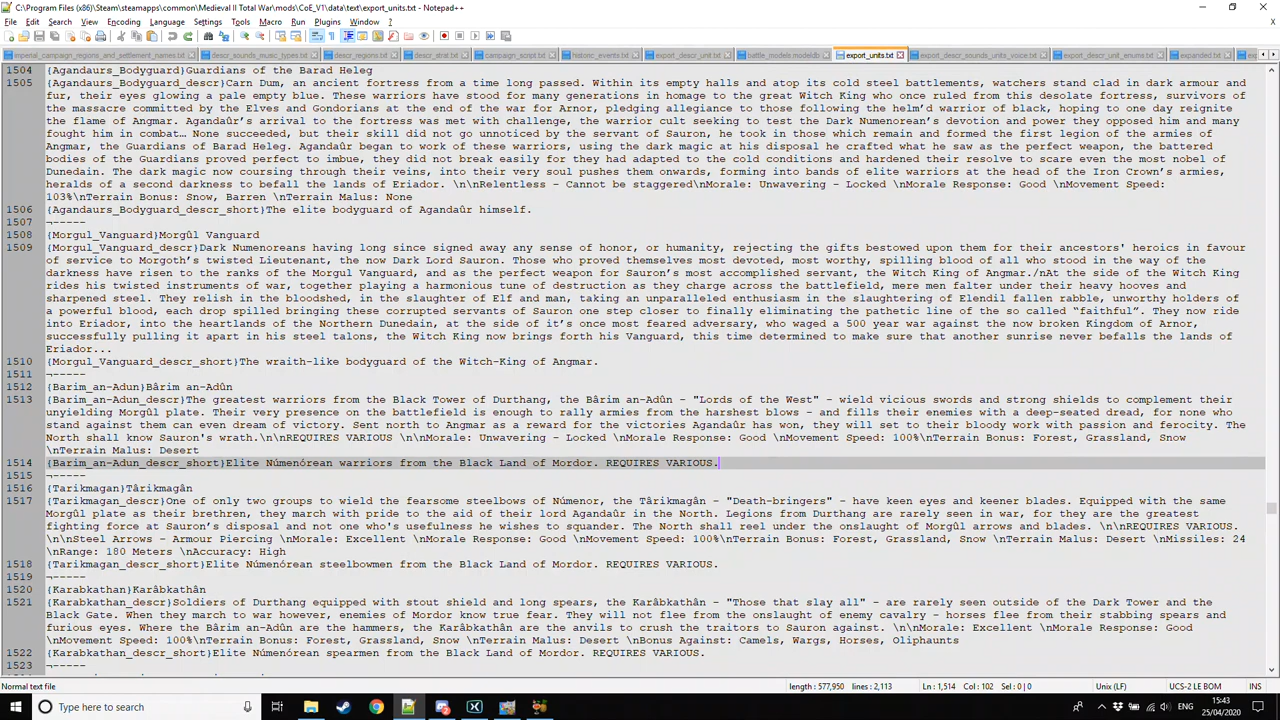 C:\Program Files (x86)\Steam\steamapps\common\Medieval II Total War\mods\CoE_V1\data\text\export_units.txt - Notepad++
File Edit Search View Encoding Language Settings Tools Macro Run Plugins Window ?
imperial_campaign_regions_and_settlement_names.txt descr_sounds_music_types.txt descr_regions.txt descr_strat.txt campaign_script.txt historic_events.txt export_descr_unit.txt battle_models.modeldb export_units.txt export_descr_sounds_units_voice.txt export_descr_unit_enums.txt expanded.txt
1504 {Agandaurs_Bodyguard}Guardians of the Barad Heleg
1505 {Agandaurs_Bodyguard_descr}Carn Dum, an ancient fortress from a time long passed. Within its empty halls and atop its cold steel battlements, watchers stand clad in dark armour and
fur, their eyes glowing a pale empty blue. These warriors have stood for many generations in homage to the great Witch King who once ruled from this desolate fortress, survivors of
the massacre committed by the Elves and Gondorians at the end of the war for Arnor, pledging allegiance to those following the helm’d warrior of black, hoping to one day reignite
the flame of Angmar. Agandaûr’s arrival to the fortress was met with challenge, the warrior cult seeking to test the Dark Numenorean’s devotion and power they opposed him and many
fought him in combat… None succeeded, but their skill did not go unnoticed by the servant of Sauron, he took in those which remain and formed the first legion of the armies of
Angmar, the Guardians of Barad Heleg. Agandaûr began to work of these warriors, using the dark magic at his disposal he crafted what he saw as the perfect weapon, the battered
bodies of the Guardians proved perfect to imbue, they did not break easily for they had adapted to the cold conditions and hardened their resolve to scare even the most nobel of
Dunedain. The dark magic now coursing through their veins, into their very soul pushes them onwards, forming into bands of elite warriors at the head of the Iron Crown’s armies,
heralds of a second darkness to befall the lands of Eriador. \n\nRelentless - Cannot be staggered\nMorale: Unwavering - Locked \nMorale Response: Good \nMovement Speed:
103%\nTerrain Bonus: Snow, Barren \nTerrain Malus: None
1506 {Agandaurs_Bodyguard_descr_short}The elite bodyguard of Agandaûr himself.
1507 ¬-----
1508 {Morgul_Vanguard}Morgûl Vanguard
1509 {Morgul_Vanguard_descr}Dark Numenoreans having long since signed away any sense of honor, or humanity, rejecting the gifts bestowed upon them for their ancestors' heroics in favour
of service to Morgoth’s twisted Lieutenant, the now Dark Lord Sauron. Those who proved themselves most devoted, most worthy, spilling blood of all who stood in the way of the
darkness have risen to the ranks of the Morgul Vanguard, and as the perfect weapon for Sauron’s most accomplished servant, the Witch King of Angmar./nAt the side of the Witch King
rides his twisted instruments of war, together playing a harmonious tune of destruction as they charge across the battlefield, mere men falter under their heavy hooves and
sharpened steel. They relish in the bloodshed, in the slaughter of Elf and man, taking an unparalleled enthusiasm in the slaughtering of Elendil fallen rabble, unworthy holders of
a powerful blood, each drop spilled bringing these corrupted servants of Sauron one step closer to finally eliminating the pathetic line of the so called “faithful”. They now ride
into Eriador, into the heartlands of the Northern Dunedain, at the side of it’s once most feared adversary, who waged a 500 year war against the now broken Kingdom of Arnor,
successfully pulling it apart in his steel talons, the Witch King now brings forth his Vanguard, this time determined to make sure that another sunrise never befalls the lands of
Eriador...
1510 {Morgul_Vanguard_descr_short}The wraith-like bodyguard of the Witch-King of Angmar.
1511 ¬-----
1512 {Barim_an-Adun}Bârim an-Adûn
1513 {Barim_an-Adun_descr}The greatest warriors from the Black Tower of Durthang, the Bârim an-Adûn - "Lords of the West" - wield vicious swords and strong shields to complement their
unyielding Morgûl plate. Their very presence on the battlefield is enough to rally armies from the harshest blows - and fills their enemies with a deep-seated dread, for none who
stand against them can even dream of victory. Sent north to Angmar as a reward for the victories Agandaûr has won, they will set to their bloody work with passion and ferocity. The
North shall know Sauron's wrath.\n\nREQUIRES VARIOUS \n\nMorale: Unwavering - Locked \nMorale Response: Good \nMovement Speed: 100%\nTerrain Bonus: Forest, Grassland, Snow
\nTerrain Malus: Desert
1514 {Barim_an-Adun_descr_short}Elite Númenórean warriors from the Black Land of Mordor. REQUIRES VARIOUS.
1515 ¬-----
1516 {Tarikmagan}Târikmagân
1517 {Tarikmagan_descr}One of only two groups to wield the fearsome steelbows of Númenor, the Târikmagân - "Death-bringers" - have keen eyes and keener blades. Equipped with the same
Morgûl plate as their brethren, they march with pride to the aid of their lord Agandaûr in the North. Legions from Durthang are rarely seen in war, for they are the greatest
fighting force at Sauron’s disposal and not one who's usefulness he wishes to squander. The North shall reel under the onslaught of Morgûl arrows and blades. \n\nREQUIRES VARIOUS.
\n\nSteel Arrows - Armour Piercing \nMorale: Excellent \nMorale Response: Good \nMovement Speed: 100%\nTerrain Bonus: Forest, Grassland, Snow \nTerrain Malus: Desert \nMissiles: 24
\nRange: 180 Meters \nAccuracy: High
1518 {Tarikmagan_descr_short}Elite Númenórean steelbowmen from the Black Land of Mordor. REQUIRES VARIOUS.
1519 ¬-----
1520 {Karabkathan}Karâbkathân
1521 {Karabkathan_descr}Soldiers of Durthang equipped with stout shield and long spears, the Karâbkathân - "Those that slay all" - are rarely seen outside of the Dark Tower and the
Black Gate. When they march to war however, enemies of Mordor know true fear. They will not flee from the onslaught of enemy cavalry - horses flee from their stabbing spears and
furious eyes. Where the Bârim an-Adûn are the hammers, the Karâbkathân are the anvils to crush the traitors to Sauron against. \n\nMorale: Excellent \nMorale Response: Good
\nMovement Speed: 100%\nTerrain Bonus: Forest, Grassland, Snow \nTerrain Malus: Desert \nBonus Against: Camels, Wargs, Horses, Oliphaunts
1522 {Karabkathan_descr_short}Elite Númenórean spearmen from the Black Land of Mordor. REQUIRES VARIOUS.
1523 ¬-----
Normal text file length : 577,950 lines : 2,113 Ln : 1,514 Col : 102 Sel : 0 | 0 Unix (LF) UCS-2 LE BOM INS
Type here to search ENG 15:43
25/04/2020